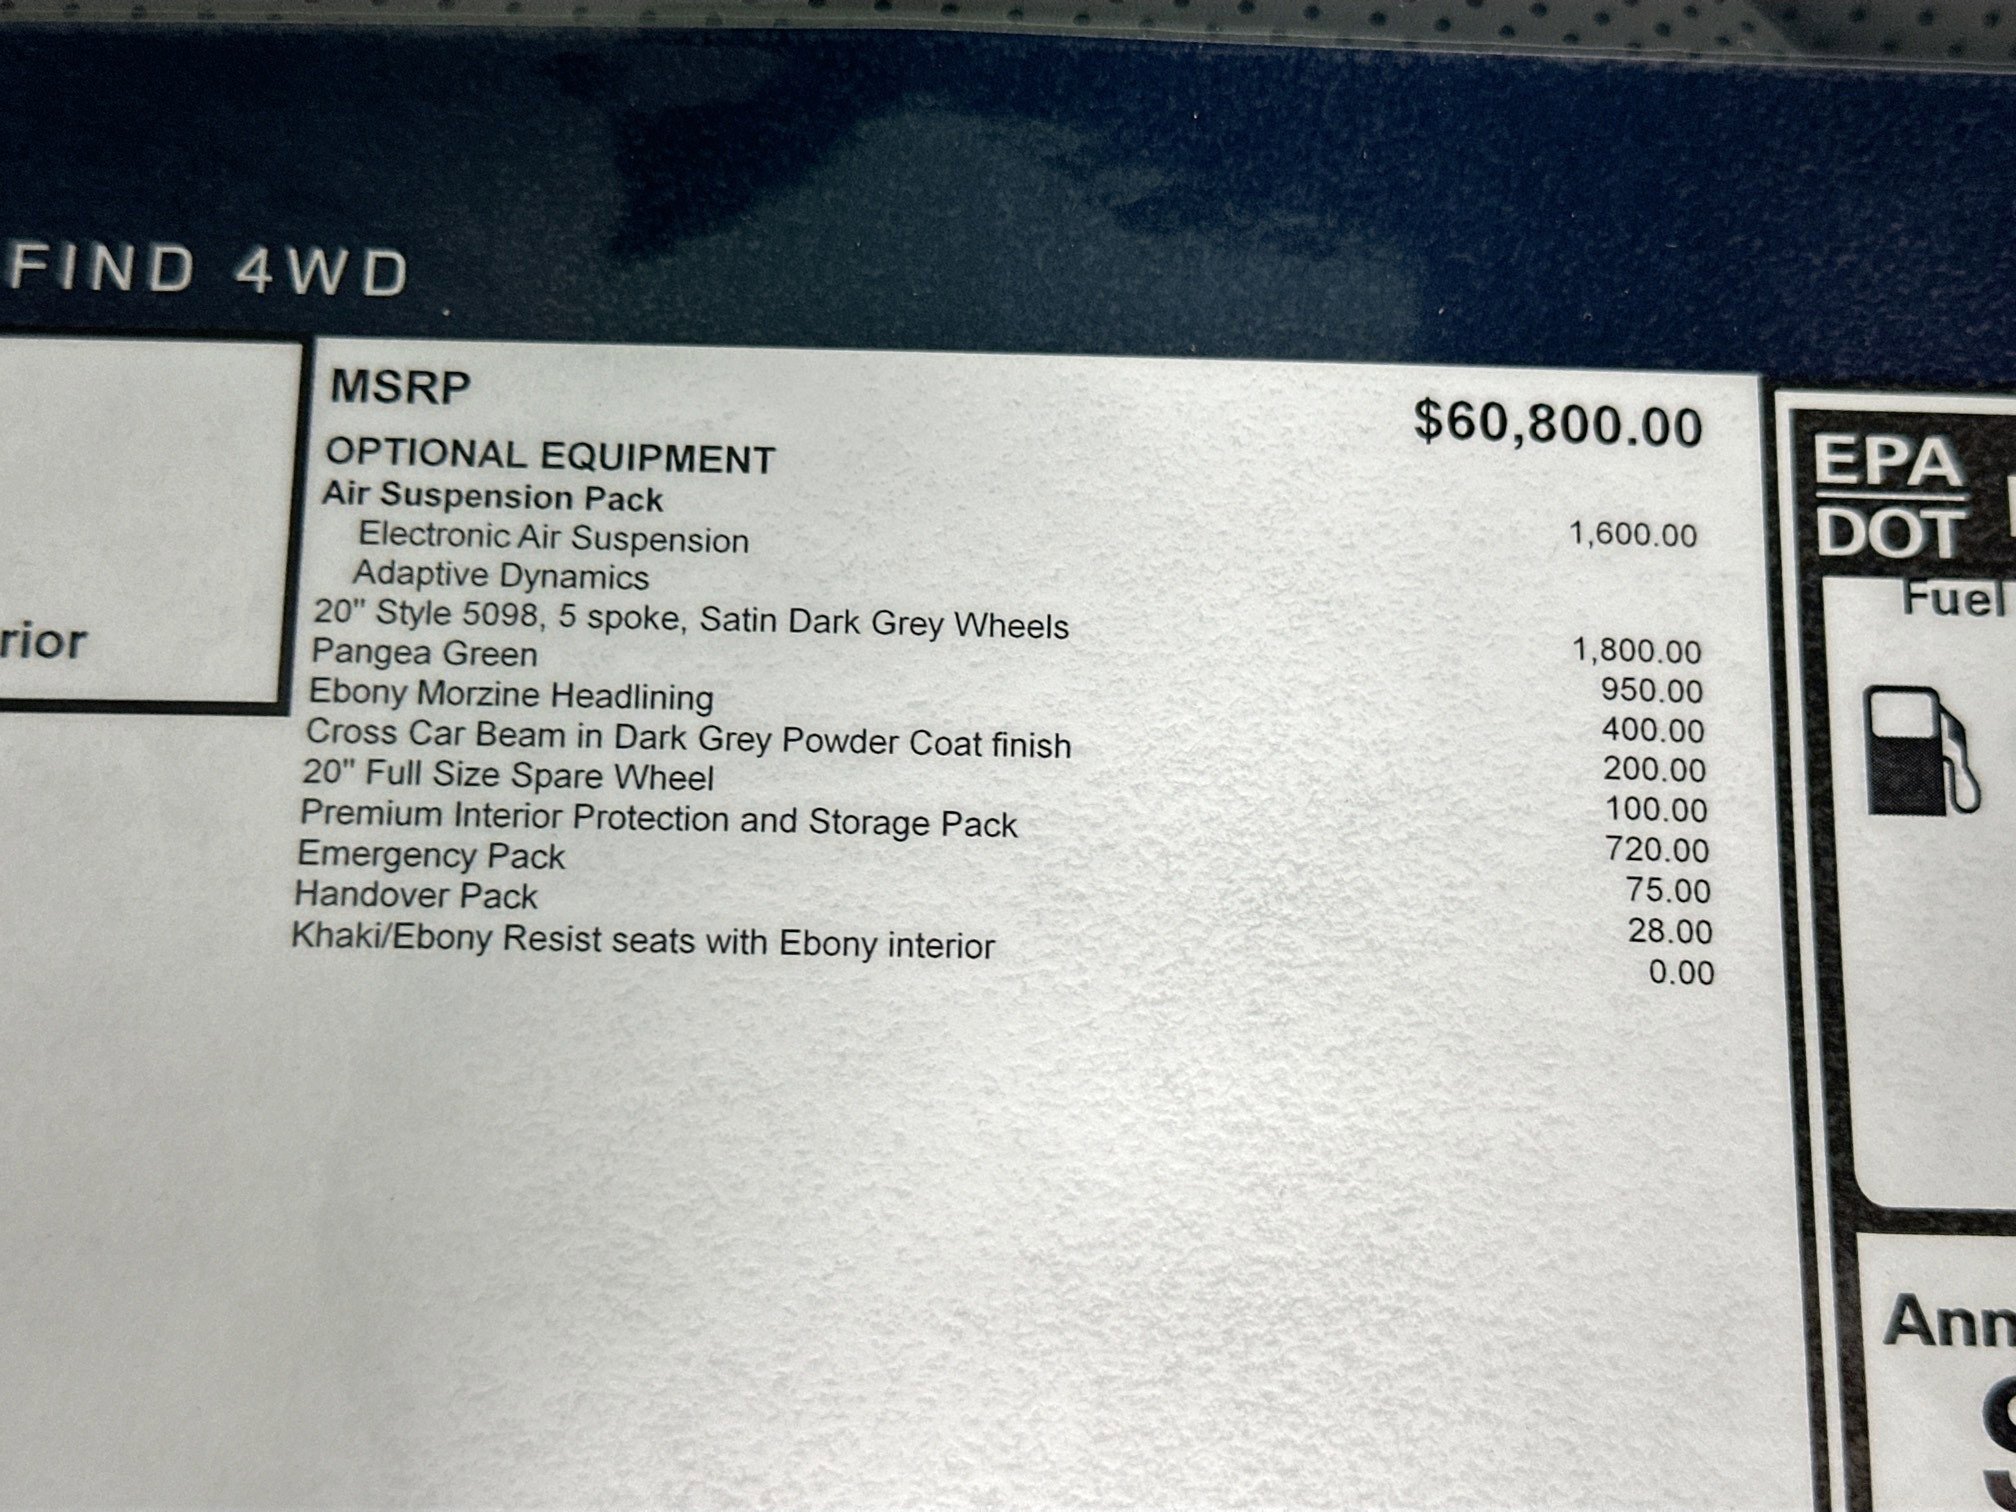 FIND 4WD
rior
MSRP $60,800.00
OPTIONAL EQUIPMENT
Air Suspension Pack 1,600.00
Electronic Air Suspension
Adaptive Dynamics
20" Style 5098, 5 spoke, Satin Dark Grey Wheels 1,800.00
Pangea Green 950.00
Ebony Morzine Headlining 400.00
Cross Car Beam in Dark Grey Powder Coat finish 200.00
20" Full Size Spare Wheel 100.00
Premium Interior Protection and Storage Pack 720.00
Emergency Pack 75.00
Handover Pack 28.00
Khaki/Ebony Resist seats with Ebony interior 0.00
EPA
DOT
Fuel
Ann